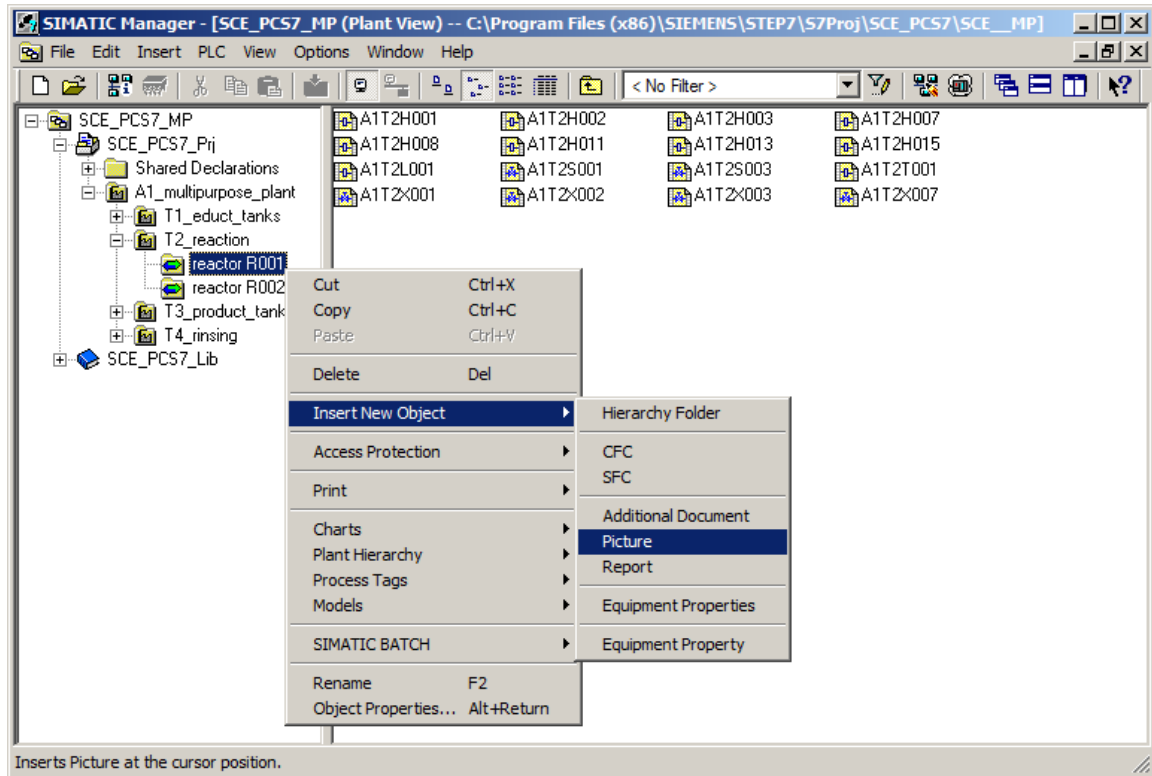 SIMATIC Manager - [SCE_PCS7_MP (Plant View) -- C:\Program Files (x86)\SIEMENS\STEP7\S7Proj\SCE_PCS7\SCE__MP]
File Edit Insert PLC View Options Window Help
< No Filter >
SCE_PCS7_MP
SCE_PCS7_Prj
Shared Declarations
A1_multipurpose_plant
T1_educt_tanks
T2_reaction
reactor R001
reactor R002
T3_product_tank
T4_rinsing
SCE_PCS7_Lib
A1T2H001 A1T2H002 A1T2H003 A1T2H007
A1T2H008 A1T2H011 A1T2H013 A1T2H015
A1T2L001 A1T2S001 A1T2S003 A1T2T001
A1T2X001 A1T2X002 A1T2X003 A1T2X007
Cut Ctrl+X
Copy Ctrl+C
Paste Ctrl+V
Delete Del
Insert New Object
Access Protection
Print
Charts
Plant Hierarchy
Process Tags
Models
SIMATIC BATCH
Rename F2
Object Properties... Alt+Return
Hierarchy Folder
CFC
SFC
Additional Document
Picture
Report
Equipment Properties
Equipment Property
Inserts Picture at the cursor position.